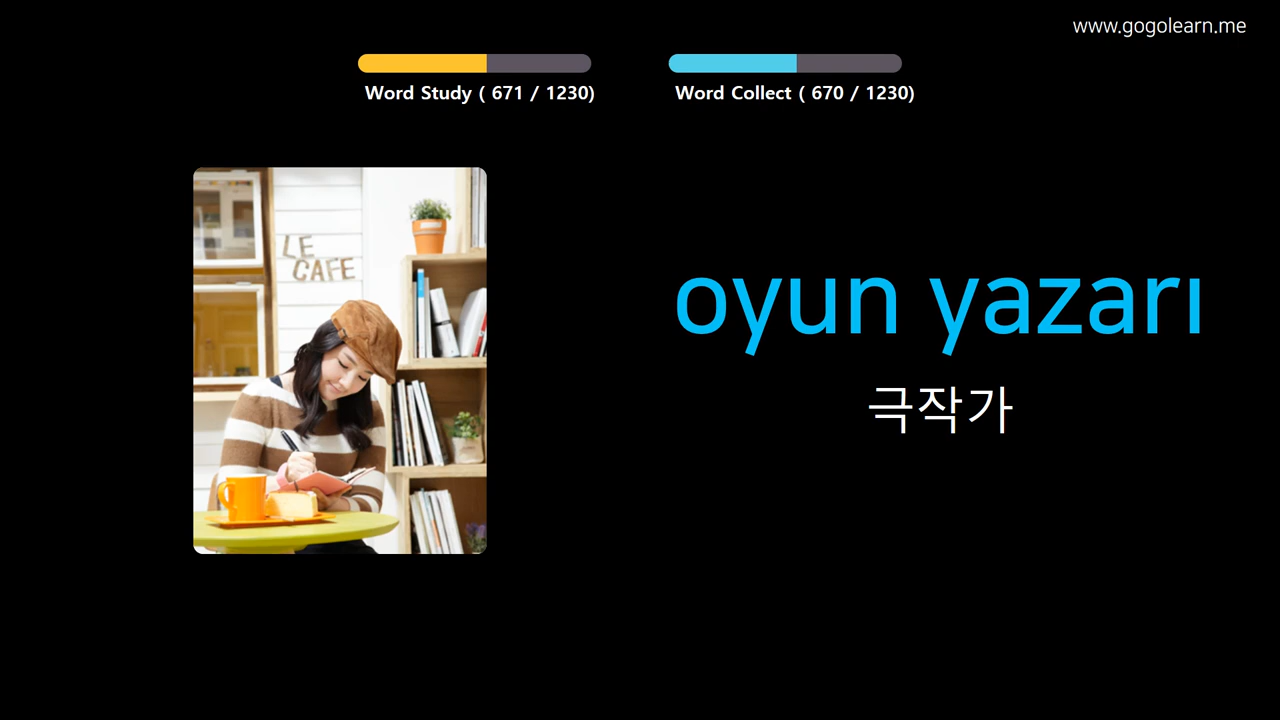 www.gogolearn.me
Word Study ( 671 / 1230)
Word Collect ( 670 / 1230)
LE
CAFE
oyun yazarı
극작가